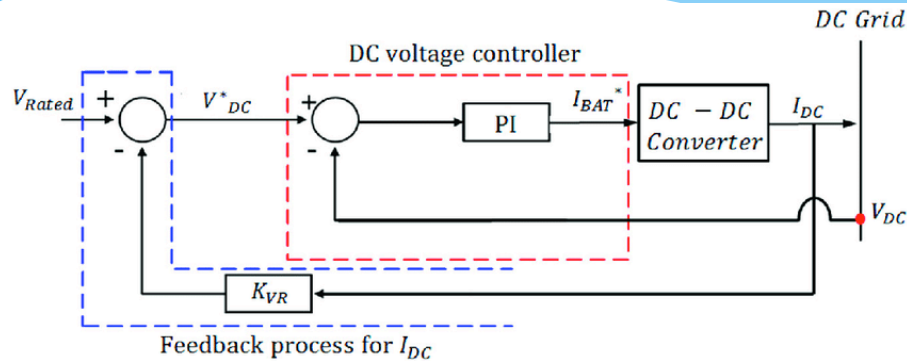 DC Grid
DC voltage controller
V_Rated
+
-
V*_DC
+
-
PI
I_BAT*
DC - DC
Converter
I_DC
V_DC
K_VR
Feedback process for I_DC